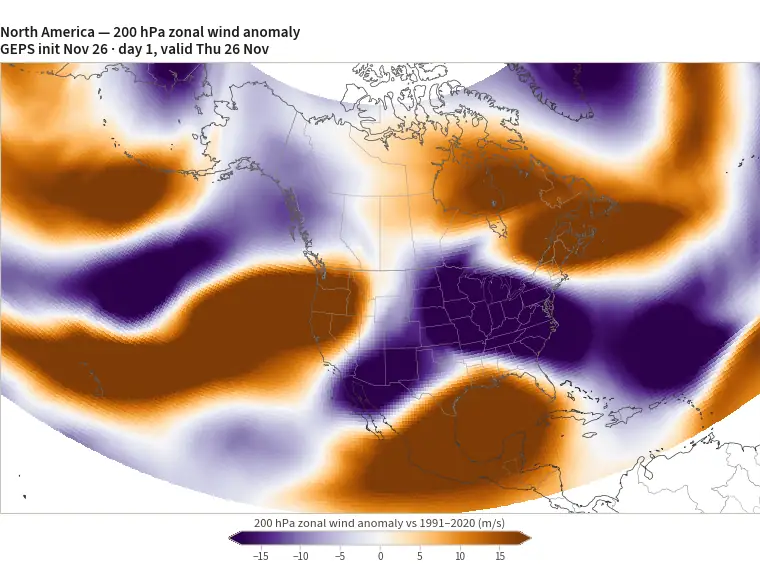 North America — 200 hPa zonal wind anomaly
GEPS init Nov 26 · day 1, valid Thu 26 Nov
200 hPa zonal wind anomaly vs 1991–2020 (m/s)
−15 −10 −5 0 5 10 15